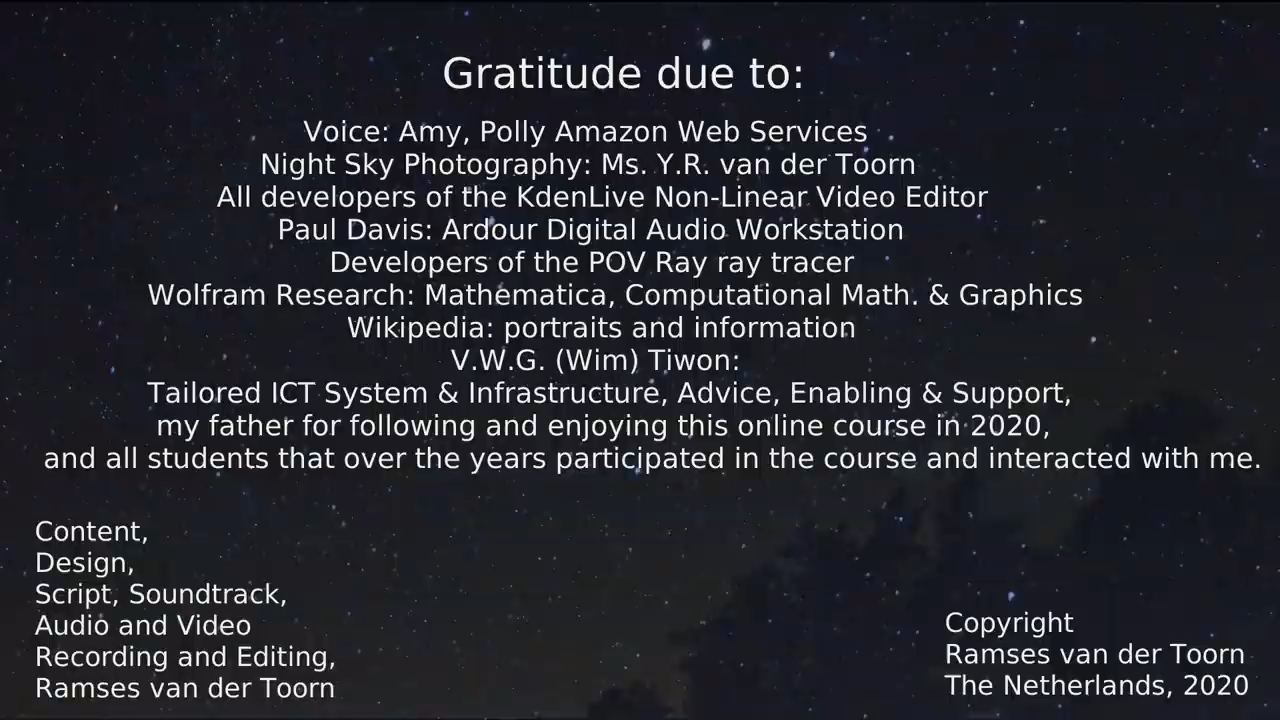 Gratitude due to:
Voice: Amy, Polly Amazon Web Services
Night Sky Photography: Ms. Y.R. van der Toorn
All developers of the KdenLive Non-Linear Video Editor
Paul Davis: Ardour Digital Audio Workstation
Developers of the POV Ray ray tracer
Wolfram Research: Mathematica, Computational Math. & Graphics
Wikipedia: portraits and information
V.W.G. (Wim) Tiwon:
Tailored ICT System & Infrastructure, Advice, Enabling & Support,
my father for following and enjoying this online course in 2020,
and all students that over the years participated in the course and interacted with me.
Content,
Design,
Script, Soundtrack,
Audio and Video
Recording and Editing,
Ramses van der Toorn
Copyright
Ramses van der Toorn
The Netherlands, 2020